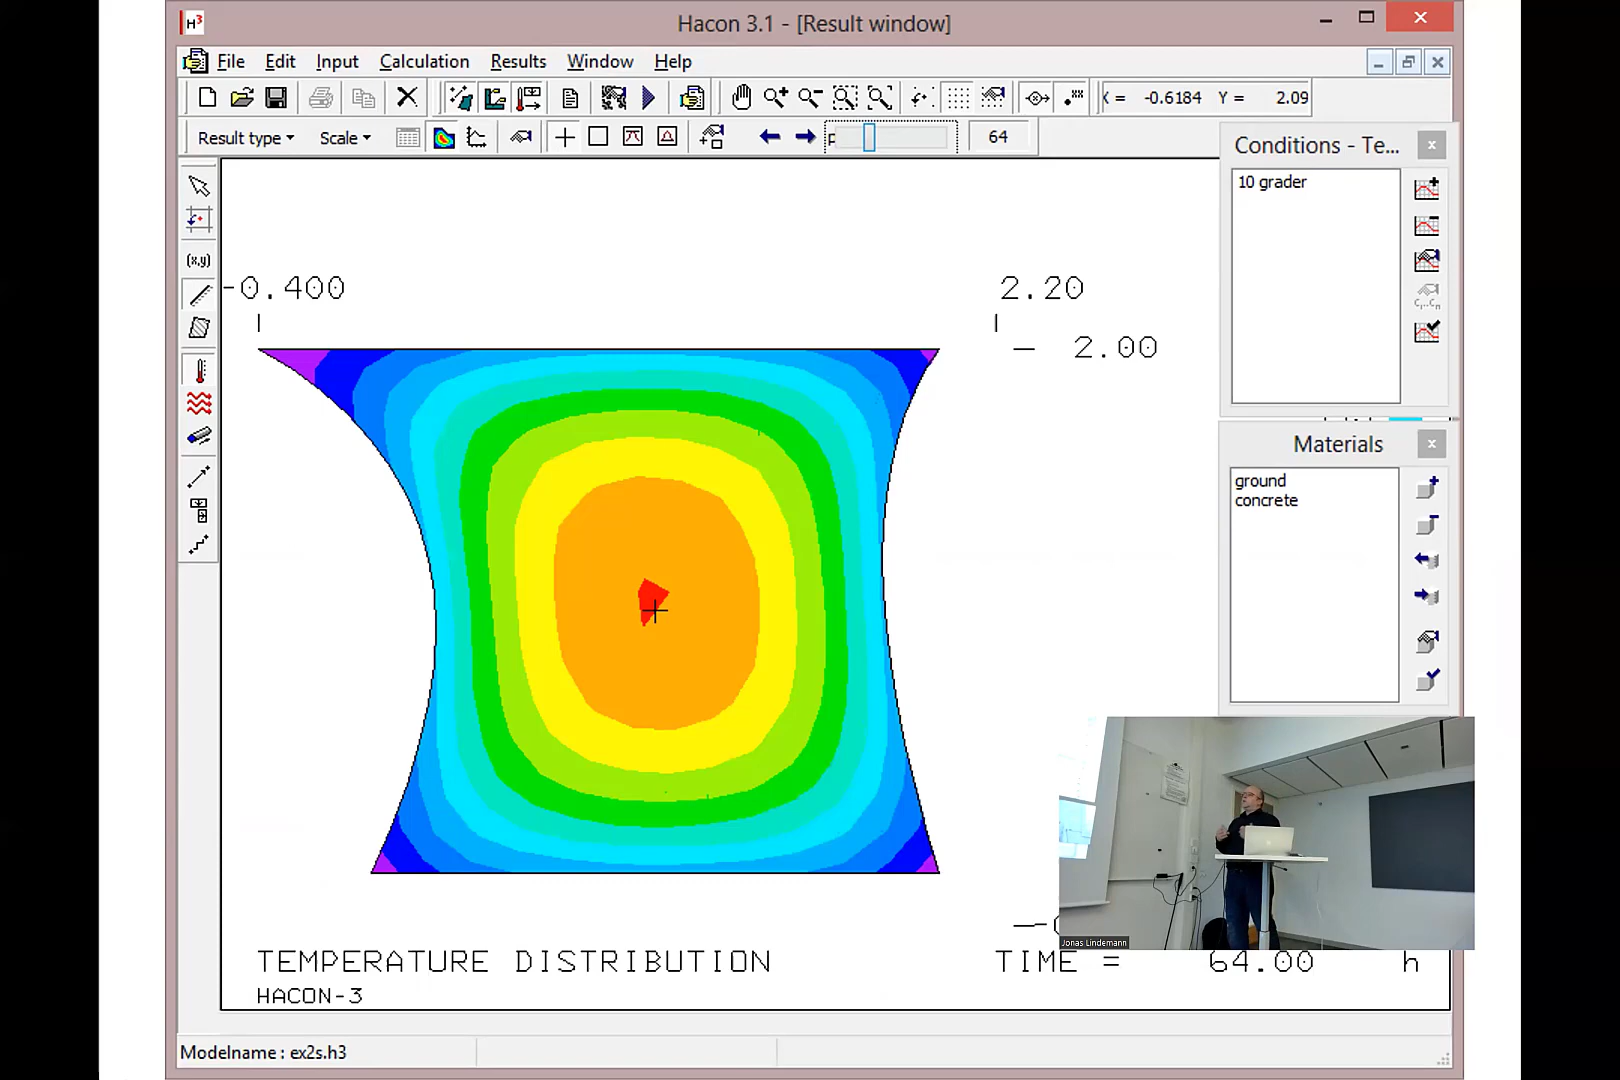 Hacon 3.1 - [Result window]
File Edit Input Calculation Results Window Help
= -0.6184 Y = 2.09
Result type Scale 64
Conditions - Te...
10 grader
(x,y)
-0.400 2.20
2.00
Materials
ground
concrete
Jonas Lindemann
TEMPERATURE DISTRIBUTION TIME = 64.00 h
HACON-3
Modelname : ex2s.h3